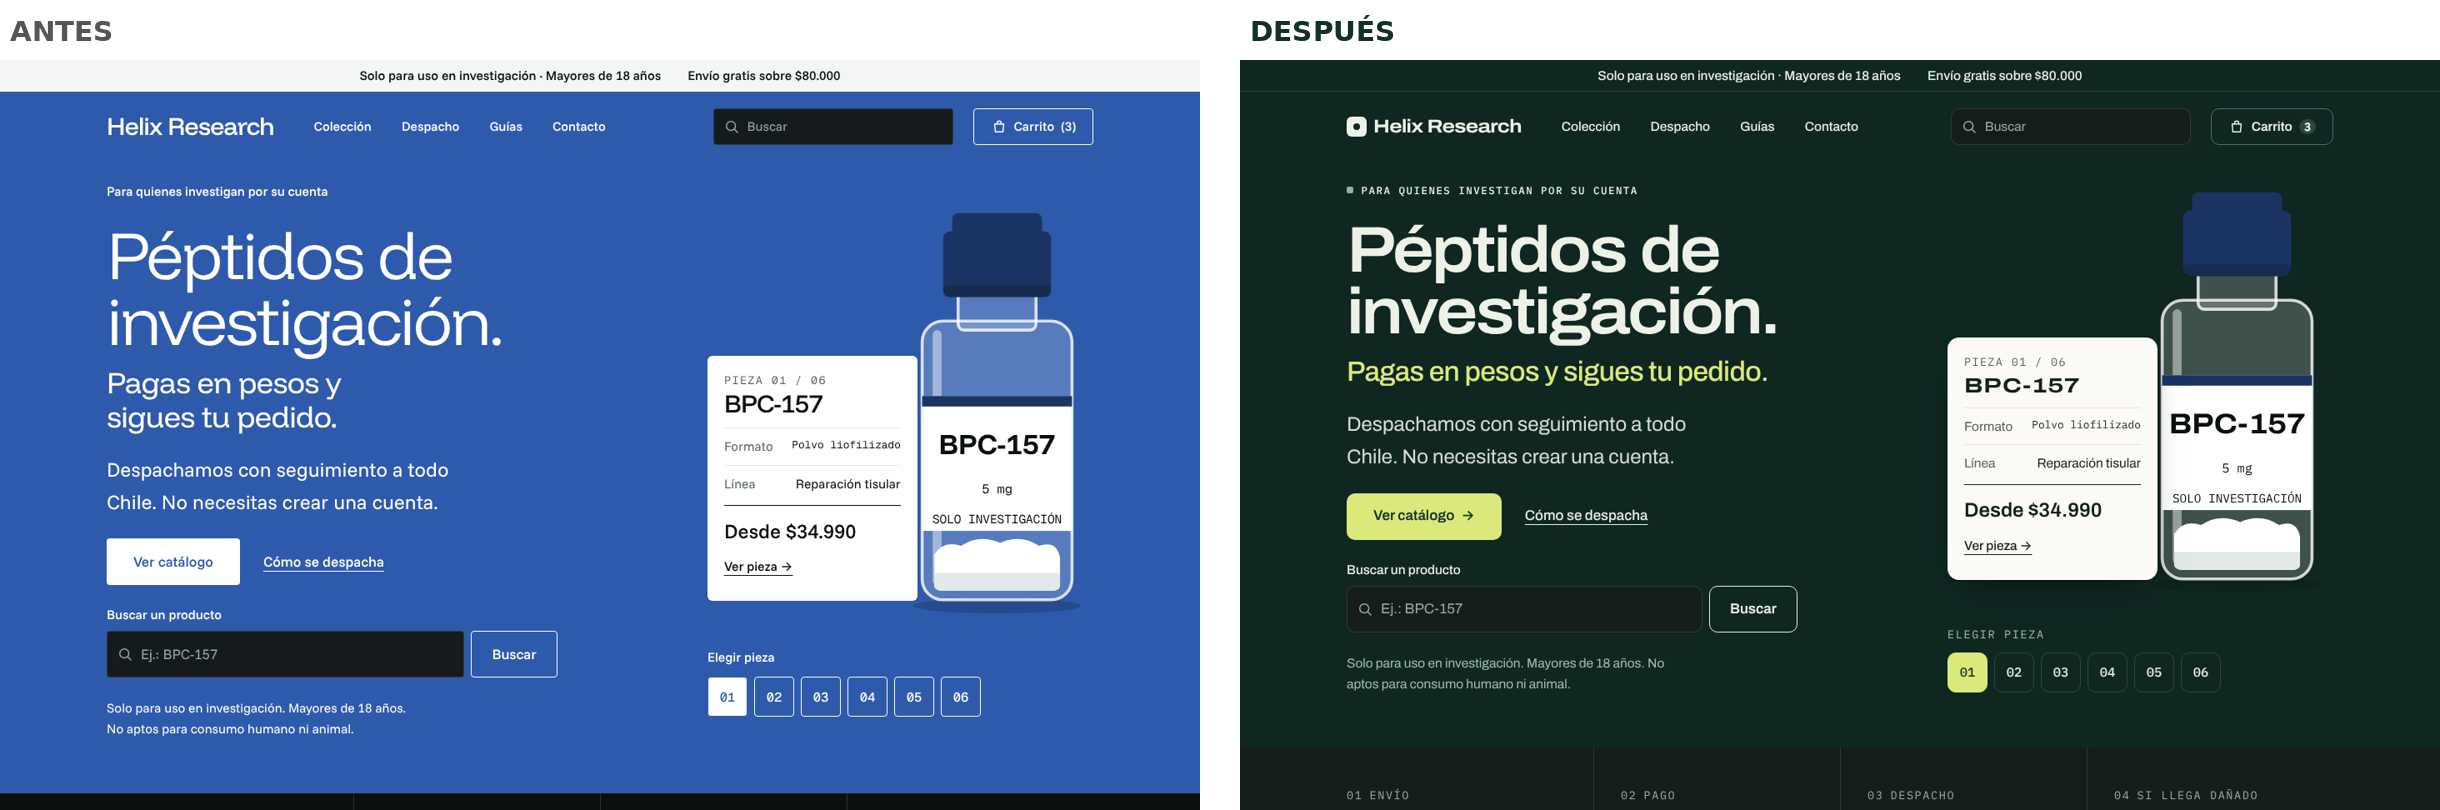 ANTES
Solo para uso en investigación · Mayores de 18 años Envío gratis sobre $80.000
Helix Research Colección Despacho Guías Contacto Buscar Carrito (3)
Para quienes investigan por su cuenta
Péptidos de
investigación.
Pagas en pesos y
sigues tu pedido.
Despachamos con seguimiento a todo
Chile. No necesitas crear una cuenta.
Ver catálogo Cómo se despacha
Buscar un producto
Ej.: BPC-157 Buscar
Solo para uso en investigación. Mayores de 18 años.
No aptos para consumo humano ni animal.
PIEZA 01 / 06
BPC-157
Formato Polvo liofilizado
Línea Reparación tisular
Desde $34.990
Ver pieza →
BPC-157
5 mg
SOLO INVESTIGACIÓN
Elegir pieza
01 02 03 04 05 06
DESPUÉS
Solo para uso en investigación · Mayores de 18 años Envío gratis sobre $80.000
Helix Research Colección Despacho Guías Contacto Buscar Carrito 3
PARA QUIENES INVESTIGAN POR SU CUENTA
Péptidos de
investigación.
Pagas en pesos y sigues tu pedido.
Despachamos con seguimiento a todo
Chile. No necesitas crear una cuenta.
Ver catálogo → Cómo se despacha
Buscar un producto
Ej.: BPC-157 Buscar
Solo para uso en investigación. Mayores de 18 años. No
aptos para consumo humano ni animal.
PIEZA 01 / 06
BPC-157
Formato Polvo liofilizado
Línea Reparación tisular
Desde $34.990
Ver pieza →
BPC-157
5 mg
SOLO INVESTIGACIÓN
ELEGIR PIEZA
01 02 03 04 05 06
01 ENVÍO 02 PAGO 03 DESPACHO 04 SI LLEGA DAÑADO